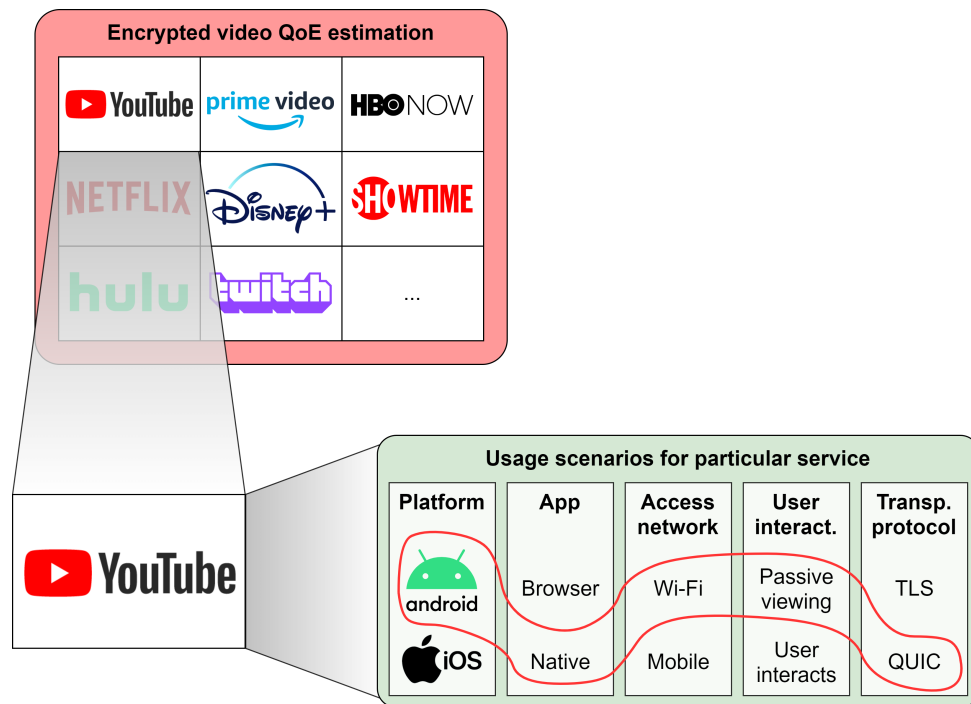 Encrypted video QoE estimation
YouTube
prime video
HBO NOW
NETFLIX
Disney+
SHOWTIME
hulu
twitch
...
YouTube
Usage scenarios for particular service
Platform
App
Access
network
User
interact.
Transp.
protocol
android
Browser
Wi-Fi
Passive
viewing
TLS
iOS
Native
Mobile
User
interacts
QUIC